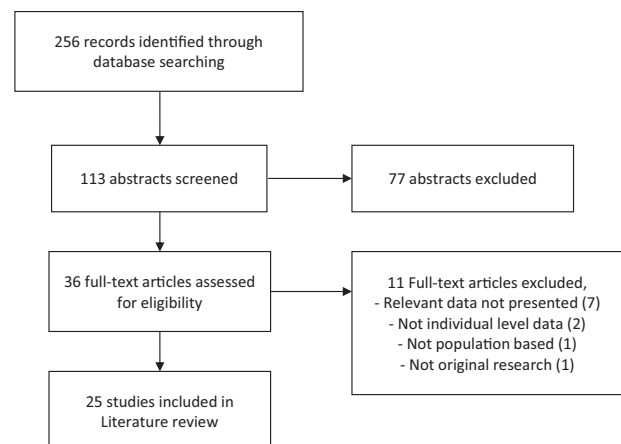 256 records identified through
database searching
113 abstracts screened
77 abstracts excluded
36 full-text articles assessed
for eligibility
11 Full-text articles excluded,
- Relevant data not presented (7)
- Not individual level data (2)
- Not population based (1)
- Not original research (1)
25 studies included in
Literature review